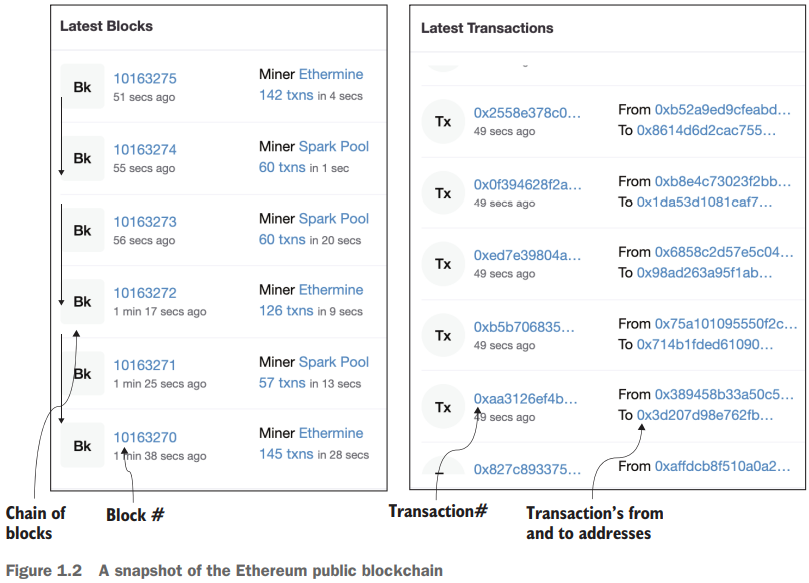 Latest Blocks
Bk
10163275
51 secs ago
Miner Ethermine
142 txns in 4 secs
Bk
10163274
55 secs ago
Miner Spark Pool
60 txns in 1 sec
Bk
10163273
56 secs ago
Miner Spark Pool
60 txns in 20 secs
Bk
10163272
1 min 17 secs ago
Miner Ethermine
126 txns in 9 secs
Bk
10163271
1 min 25 secs ago
Miner Spark Pool
57 txns in 13 secs
Bk
10163270
1 min 38 secs ago
Miner Ethermine
145 txns in 28 secs
Latest Transactions
Tx
0x2558e378c0...
49 secs ago
From 0xb52a9ed9cfeabd...
To 0x8614d6d2cac755...
Tx
0x0f394628f2a...
49 secs ago
From 0xb8e4c73023f2bb...
To 0x1da53d1081caf7...
Tx
0xed7e39804a...
49 secs ago
From 0x6858c2d57e5c04...
To 0x98ad263a95f1ab...
Tx
0xb5b706835...
49 secs ago
From 0x75a101095550f2c...
To 0x714b1fded61090...
Tx
0xaa3126ef4b...
49 secs ago
From 0x389458b33a50c5...
To 0x3d207d98e762fb...
0x827c893375...
From 0xaffdcb8f510a0a2...
Chain of
blocks
Block #
Transaction#
Transaction's from
and to addresses
Figure 1.2 A snapshot of the Ethereum public blockchain